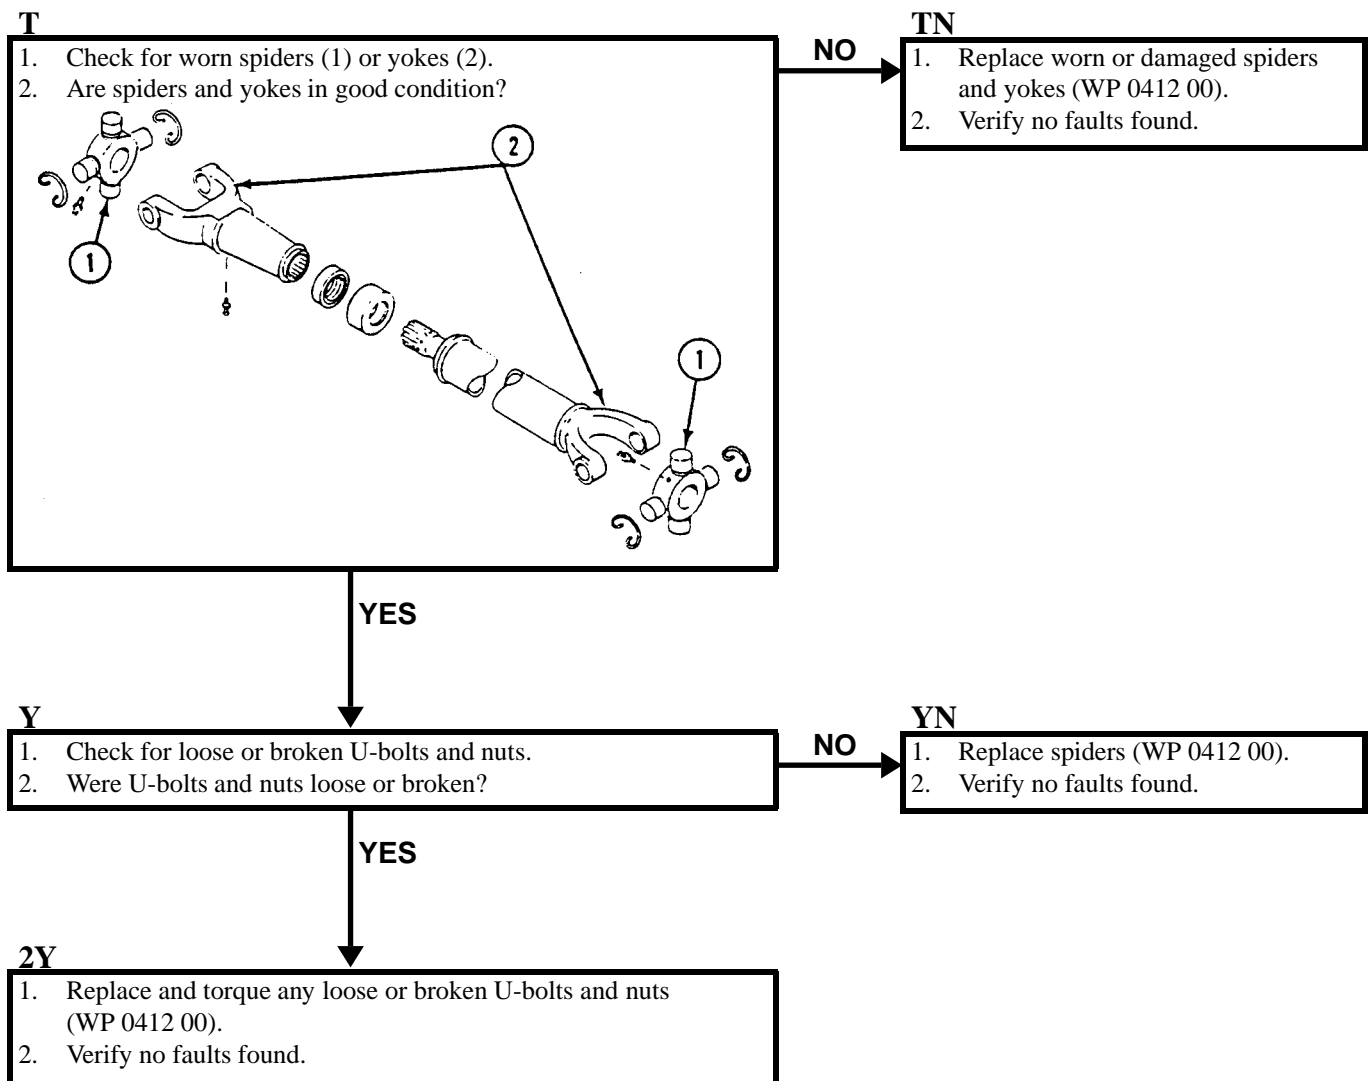 T
1. Check for worn spiders (1) or yokes (2).
2. Are spiders and yokes in good condition?
1
2
1
NO
TN
1. Replace worn or damaged spiders
and yokes (WP 0412 00).
2. Verify no faults found.
YES
Y
1. Check for loose or broken U-bolts and nuts.
2. Were U-bolts and nuts loose or broken?
NO
YN
1. Replace spiders (WP 0412 00).
2. Verify no faults found.
YES
2Y
1. Replace and torque any loose or broken U-bolts and nuts
(WP 0412 00).
2. Verify no faults found.